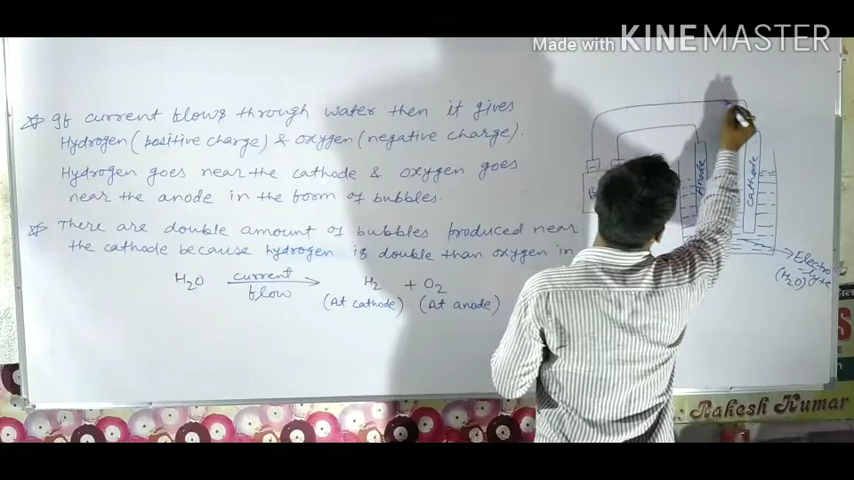 Made with KINEMASTER
If current flows through water then it gives
Hydrogen (positive charge) & oxygen (negative charge).
Hydrogen goes near the cathode & oxygen goes
near the anode in the form of bubbles.
There are double amount of bubbles produced near
the cathode because hydrogen is double than oxygen in
H2O current flow → H2 + O2
(At cathode) (At anode)
Anode
cathode
Electro
-lyte
(H2O)
Rakesh Kumar